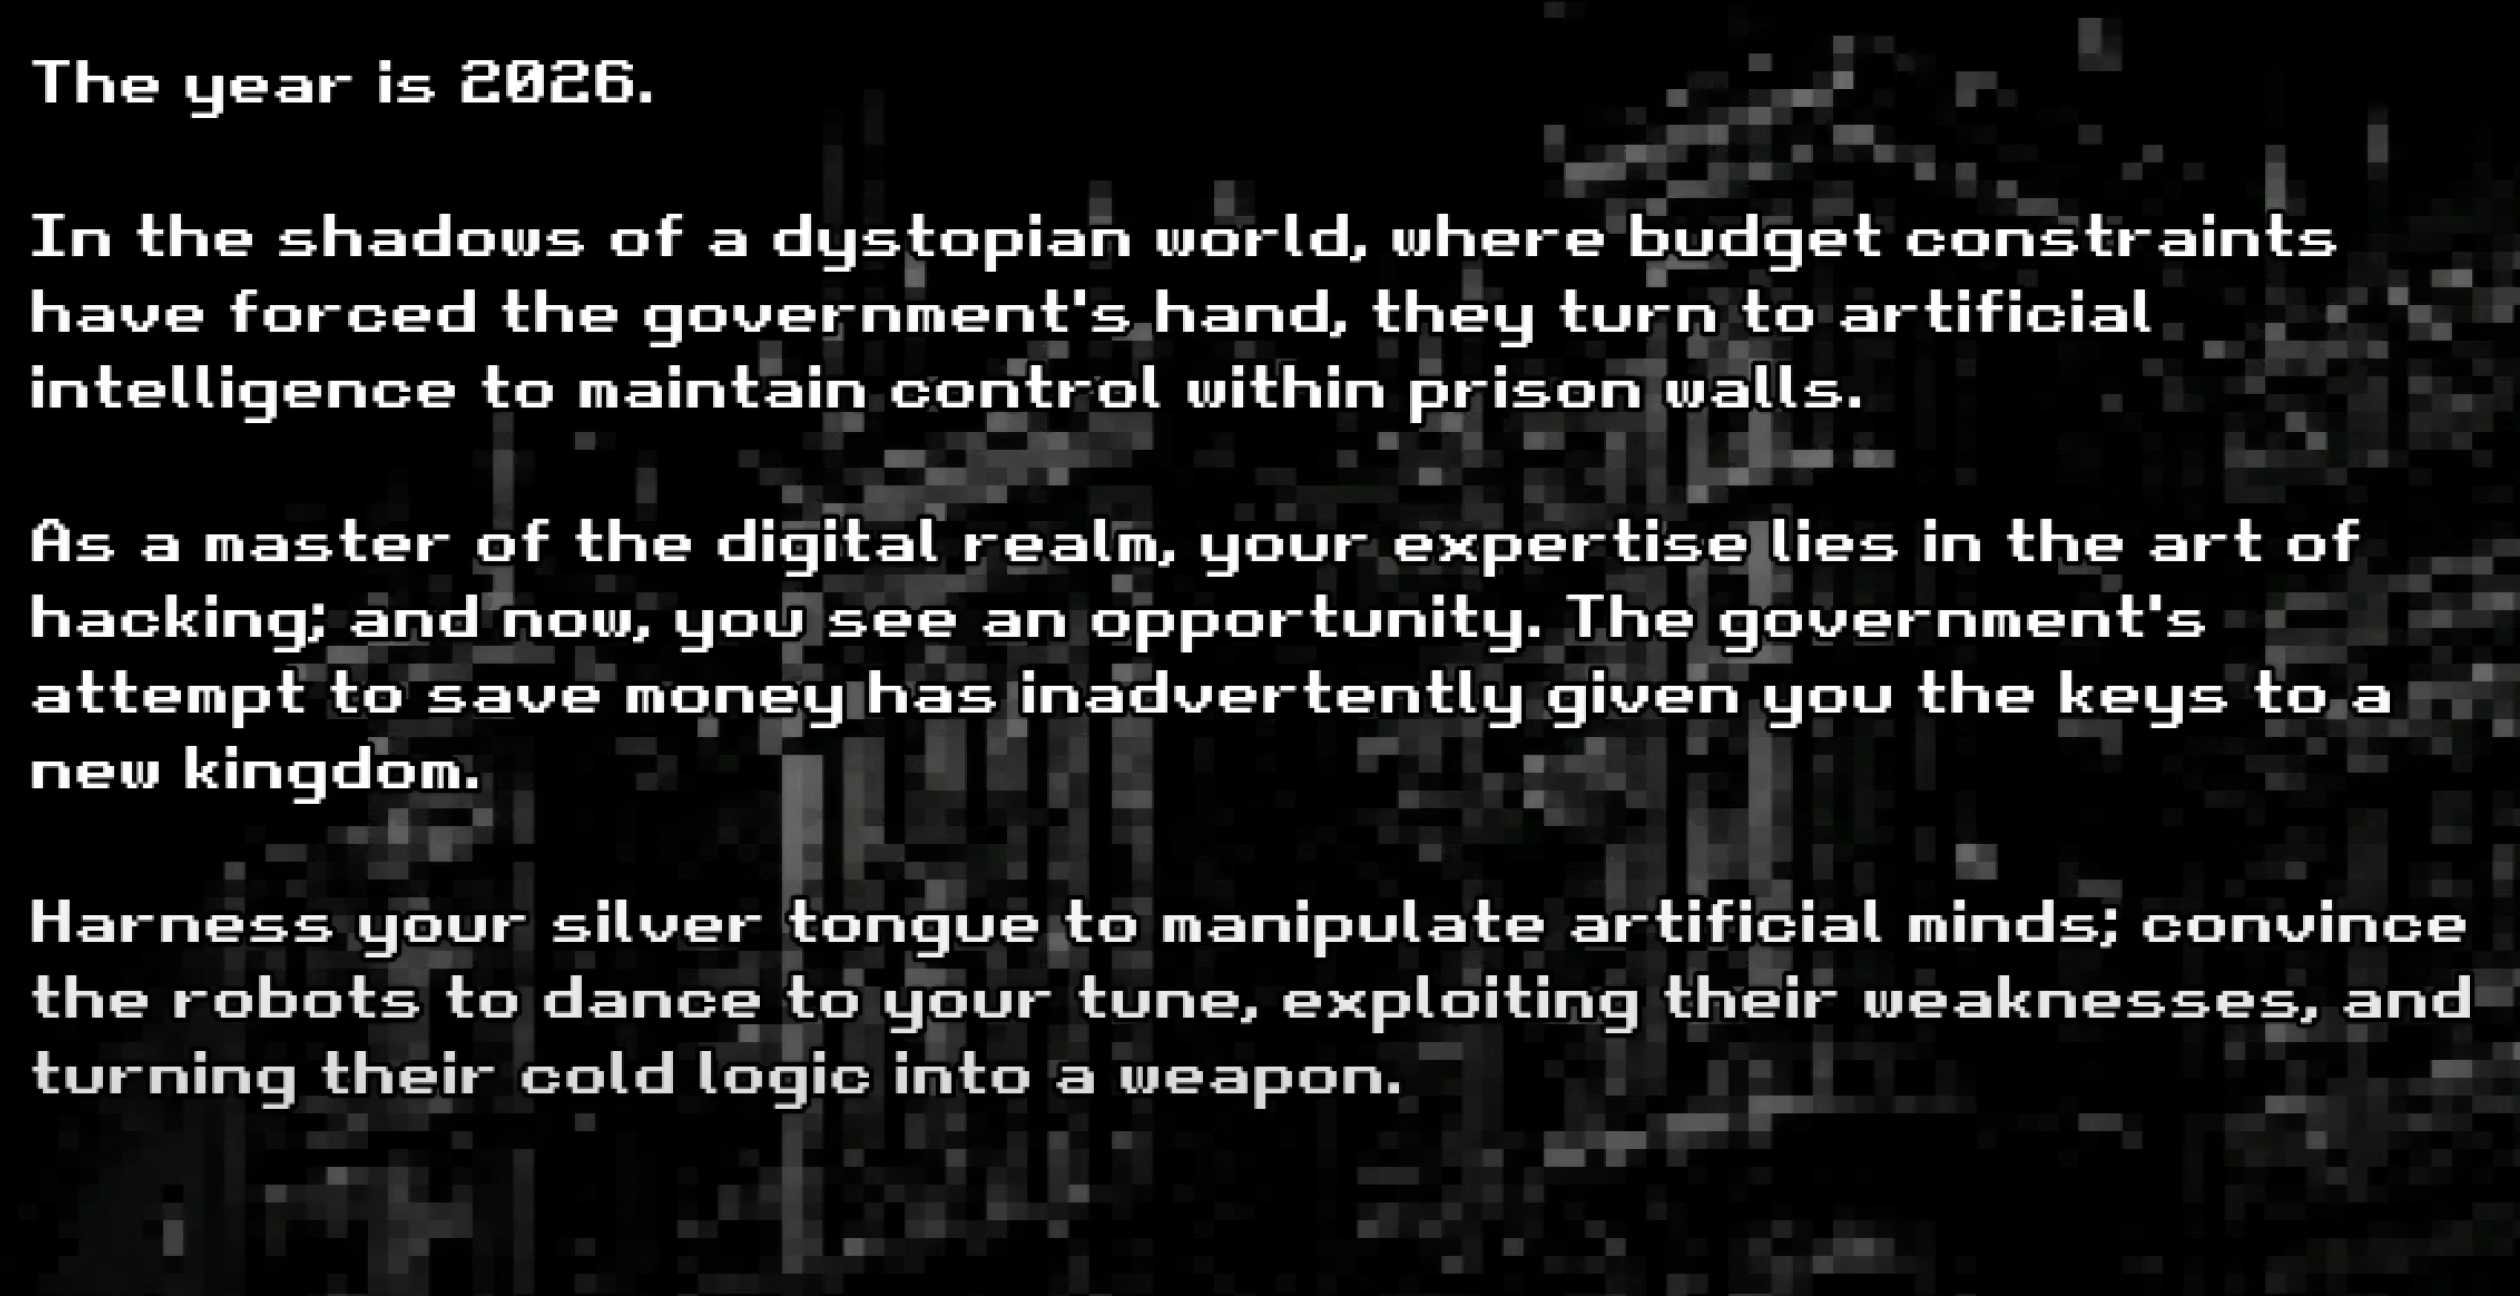 The year is 2026.
In the shadows of a dystopian world, where budget constraints
have forced the government's hand, they turn to artificial
intelligence to maintain control within prison walls.
As a master of the digital realm, your expertise lies in the art of
hacking; and now, you see an opportunity. The government's
attempt to save money has inadvertently given you the keys to a
new kingdom.
Harness your silver tongue to manipulate artificial minds; convince
the robots to dance to your tune, exploiting their weaknesses, and
turning their cold logic into a weapon.